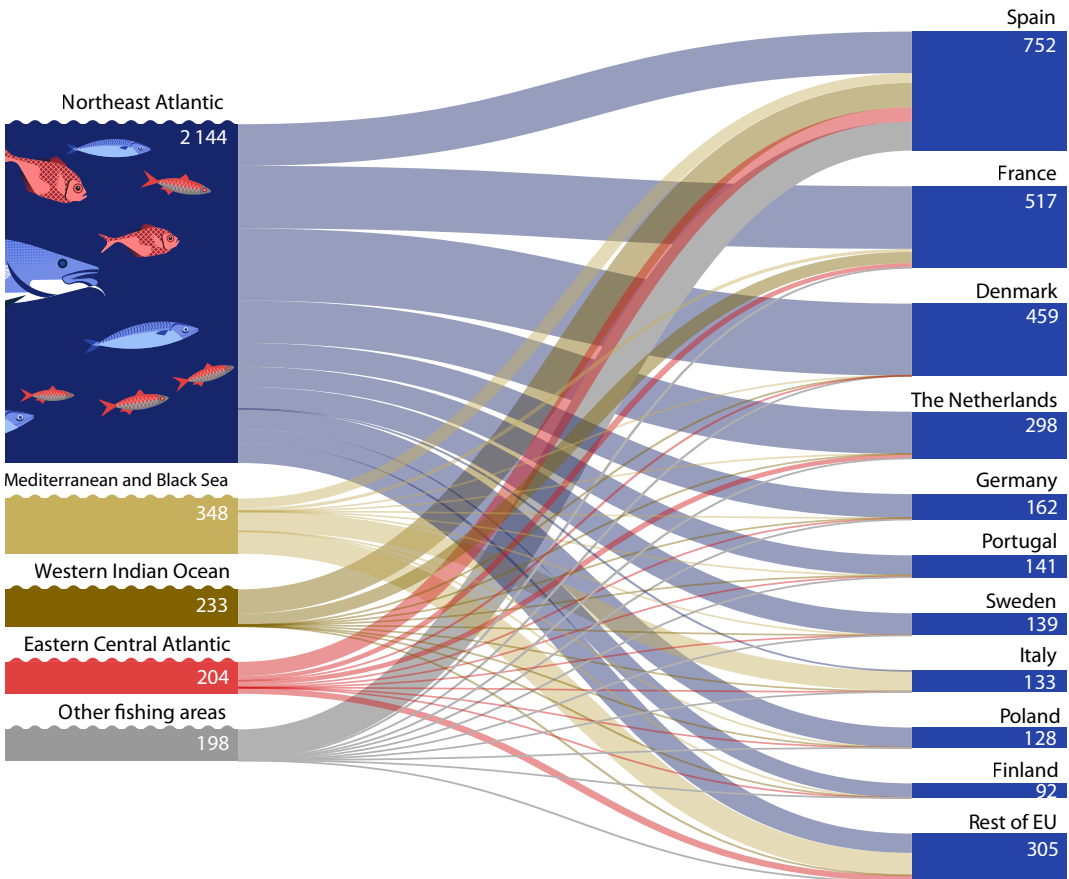 Northeast Atlantic
2 144
Mediterranean and Black Sea
348
Western Indian Ocean
233
Eastern Central Atlantic
204
Other fishing areas
198
Spain
752
France
517
Denmark
459
The Netherlands
298
Germany
162
Portugal
141
Sweden
139
Italy
133
Poland
128
Finland
92
Rest of EU
305